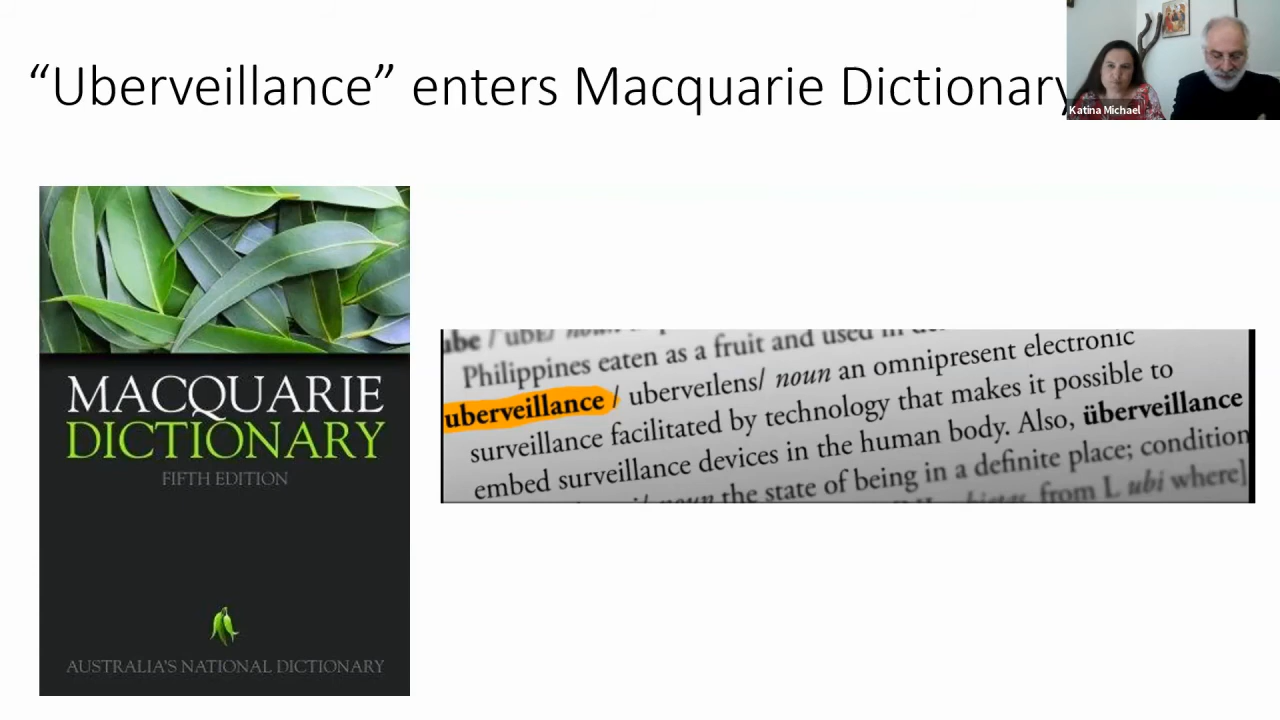 “Uberveillance” enters Macquarie Dictionary
Katina Michael
MACQUARIE
DICTIONARY
FIFTH EDITION
AUSTRALIA'S NATIONAL DICTIONARY
Philippines eaten as a fruit and used in
uberveillance / uberveɪlens/ noun an omnipresent electronic
surveillance facilitated by technology that makes it possible to
embed surveillance devices in the human body. Also, überveillance
noun the state of being in a definite place; condition
from L ubi where]